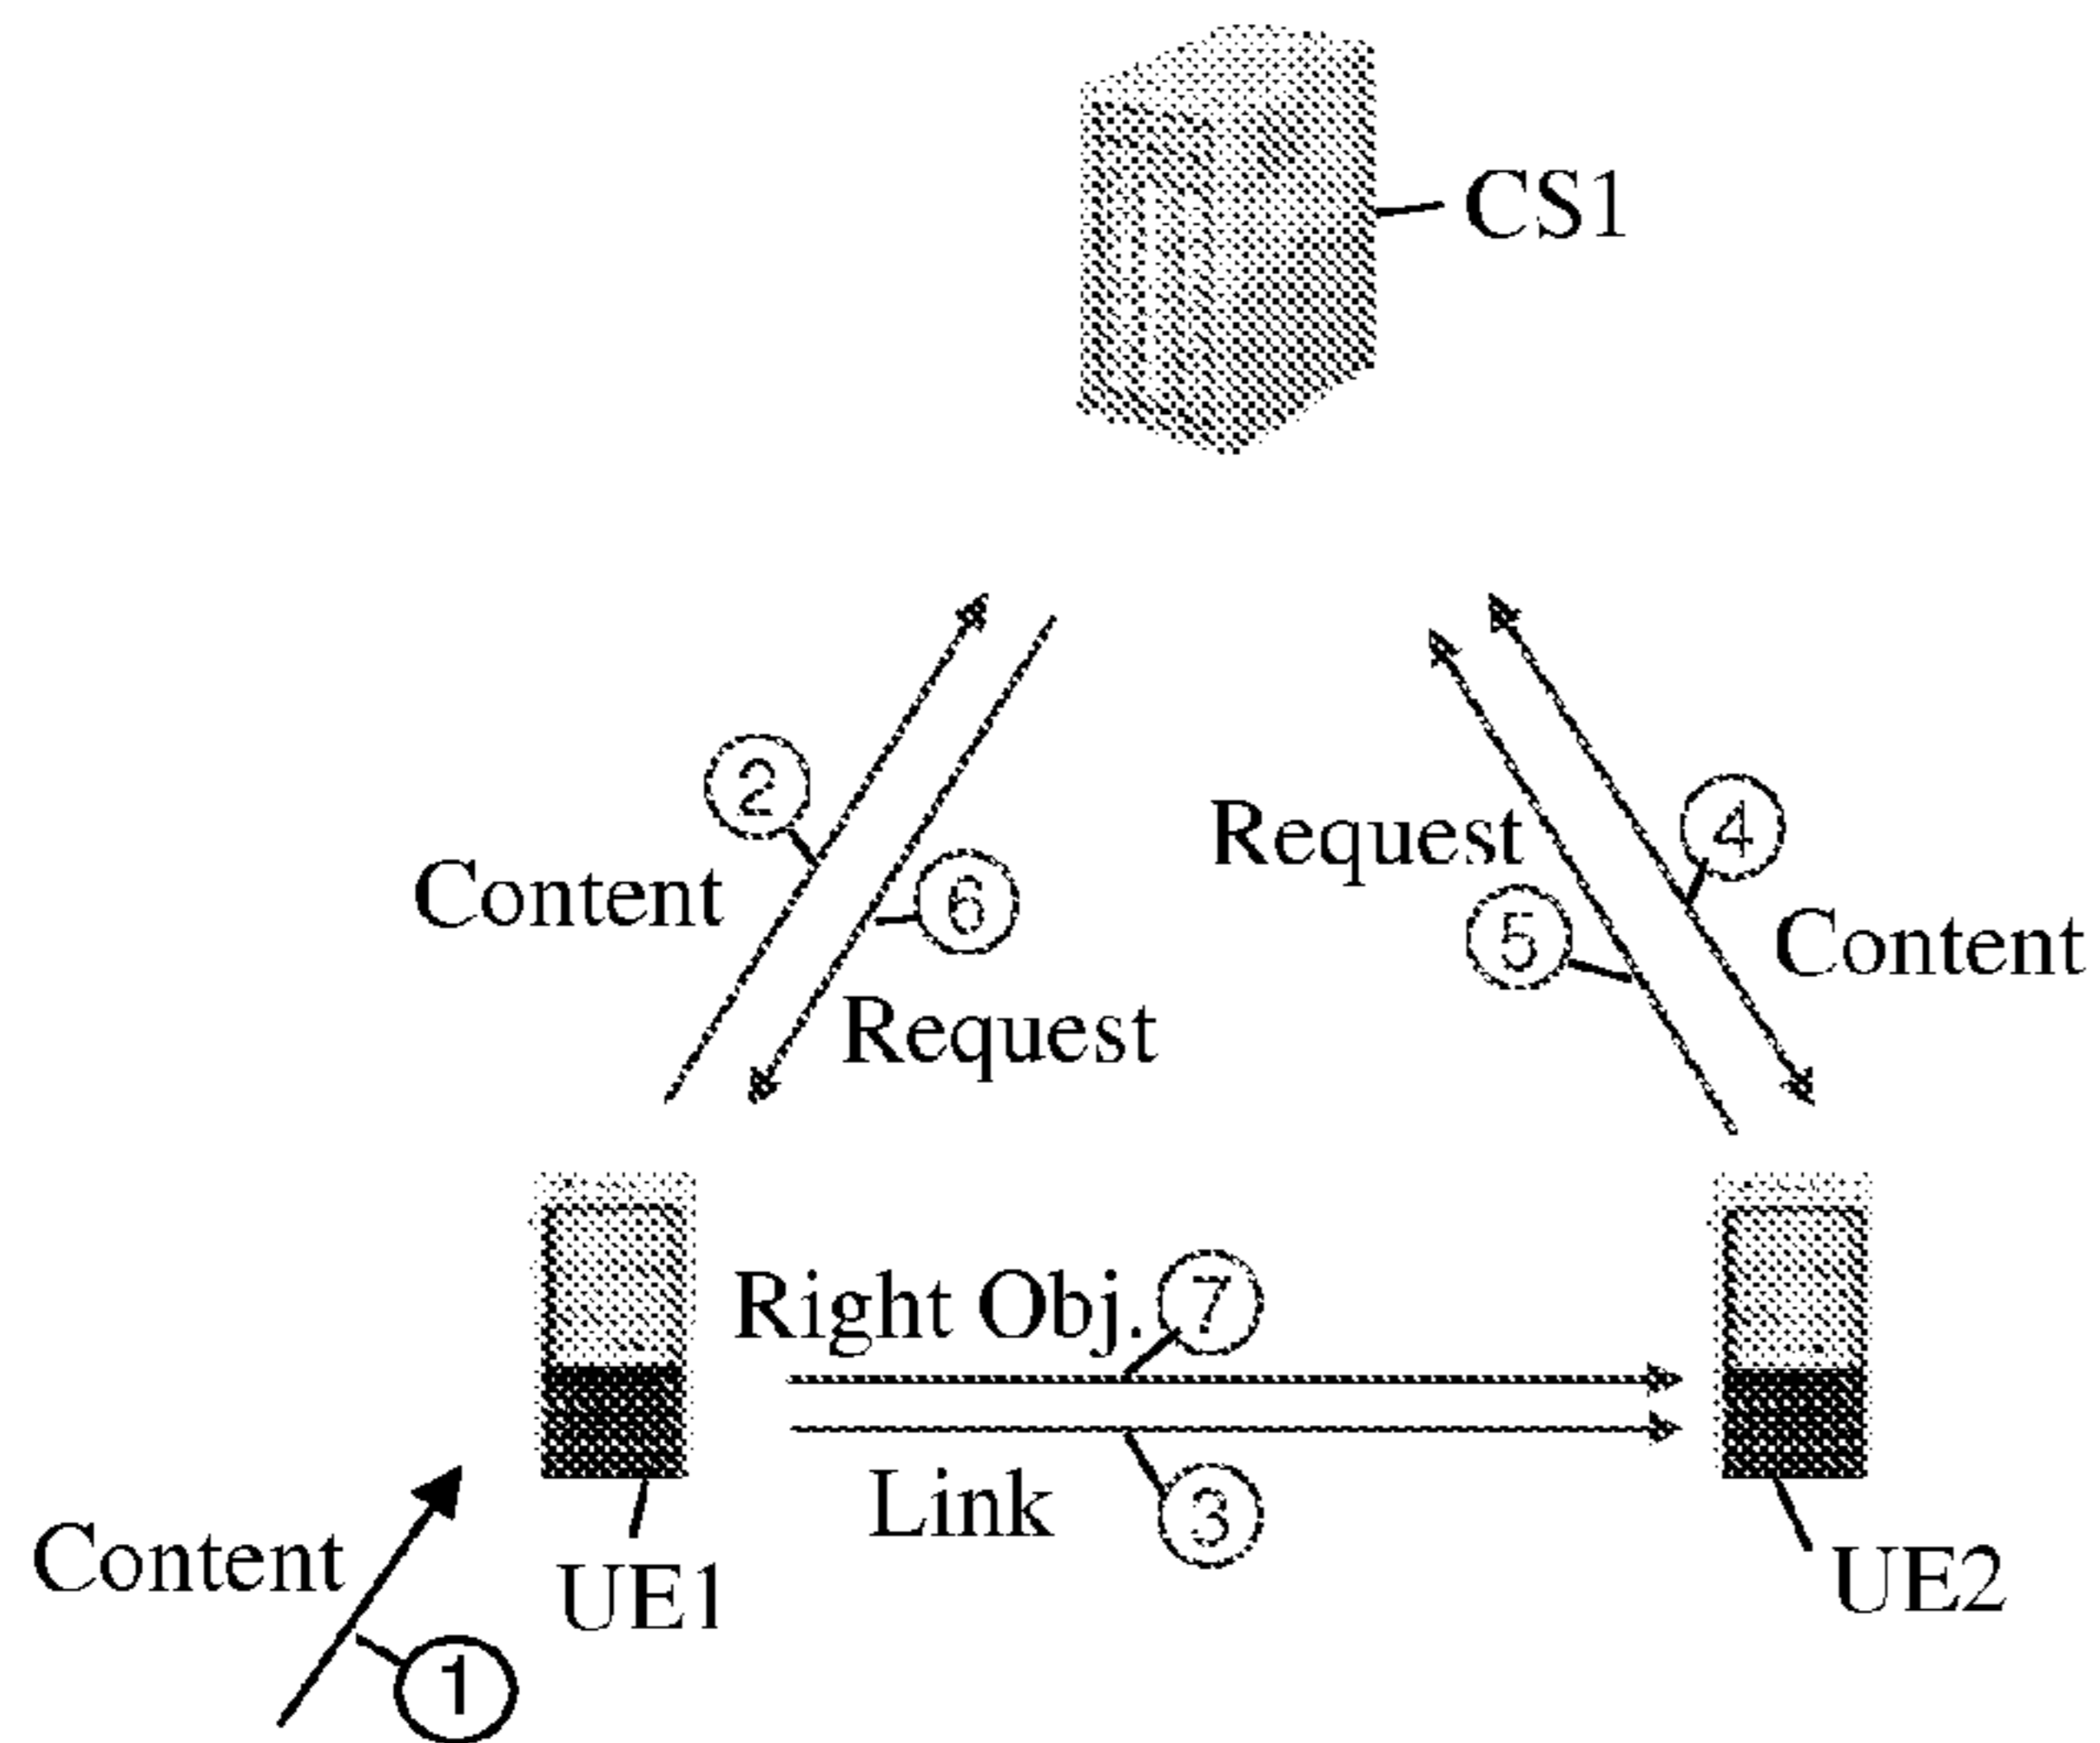 CS1
2
Content
6
Request
Request
4
5
Content
Right Obj. 7
Link
3
Content
1
UE1
UE2